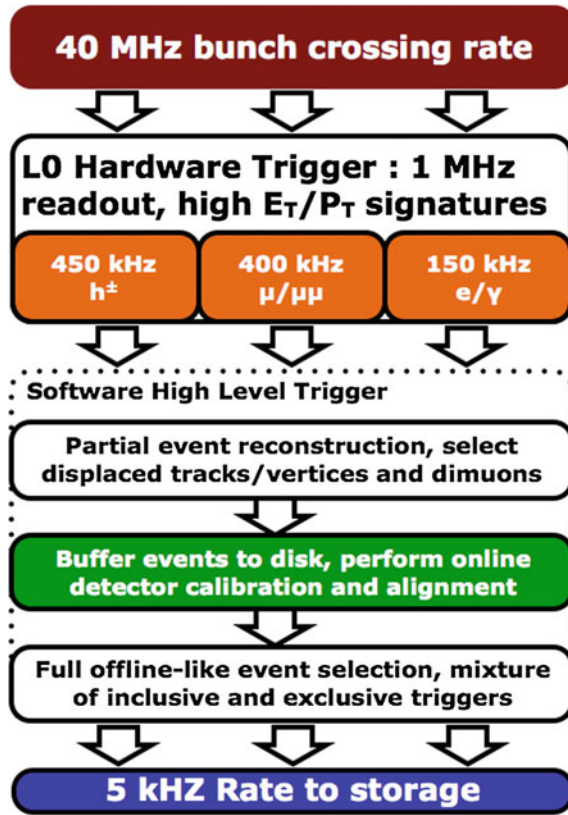 40 MHz bunch crossing rate
L0 Hardware Trigger : 1 MHz
readout, high E_T/P_T signatures
450 kHz
h±
400 kHz
μ/μμ
150 kHz
e/γ
Software High Level Trigger
Partial event reconstruction, select
displaced tracks/vertices and dimuons
Buffer events to disk, perform online
detector calibration and alignment
Full offline-like event selection, mixture
of inclusive and exclusive triggers
5 kHZ Rate to storage